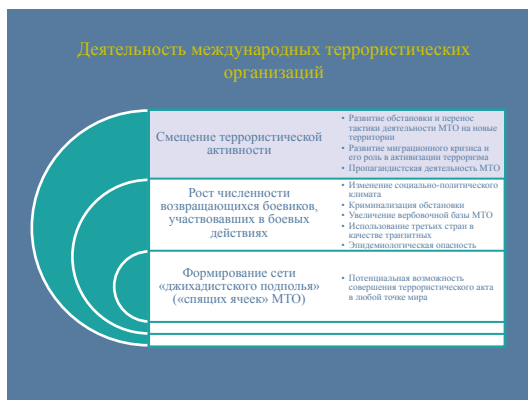 Деятельность международных террористических
организаций
Смещение террористической
активности
• Развитие обстановки и перенос
тактики деятельности МТО на новые
территории
• Развитие миграционного кризиса и
его роль в активизации терроризма
• Пропагандистская деятельность МТО
Рост численности
возвращающихся боевиков,
участвовавших в боевых
действиях
• Изменение социально-политического
климата
• Криминализация обстановки
• Увеличение вербовочной базы МТО
• Использование третьих стран в
качестве транзитных
• Эпидемиологическая опасность
Формирование сети
«джихадистского подполья»
(«спящих ячеек» МТО)
• Потенциальная возможность
совершения террористического акта
в любой точке мира